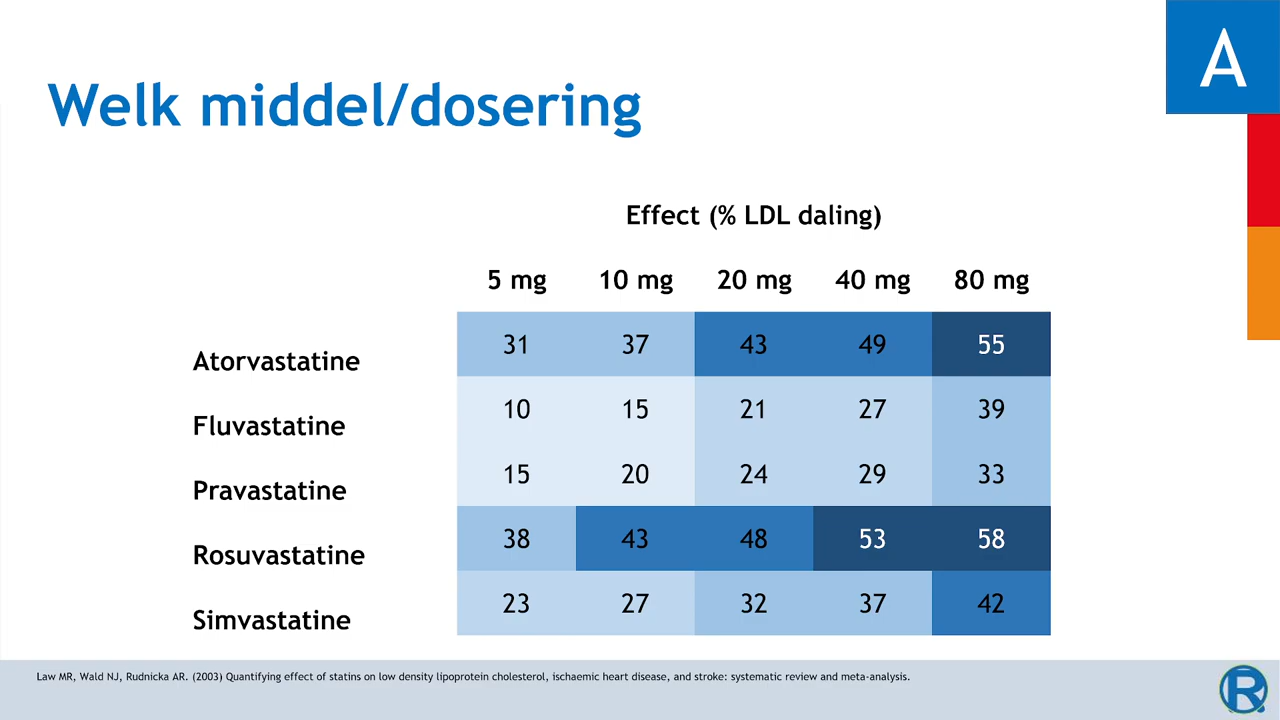 A
Welk middel/dosering
Effect (% LDL daling)
5 mg 10 mg 20 mg 40 mg 80 mg
Atorvastatine 31 37 43 49 55
Fluvastatine 10 15 21 27 39
Pravastatine 15 20 24 29 33
Rosuvastatine 38 43 48 53 58
Simvastatine 23 27 32 37 42
Law MR, Wald NJ, Rudnicka AR. (2003) Quantifying effect of statins on low density lipoprotein cholesterol, ischaemic heart disease, and stroke: systematic review and meta-analysis.
R